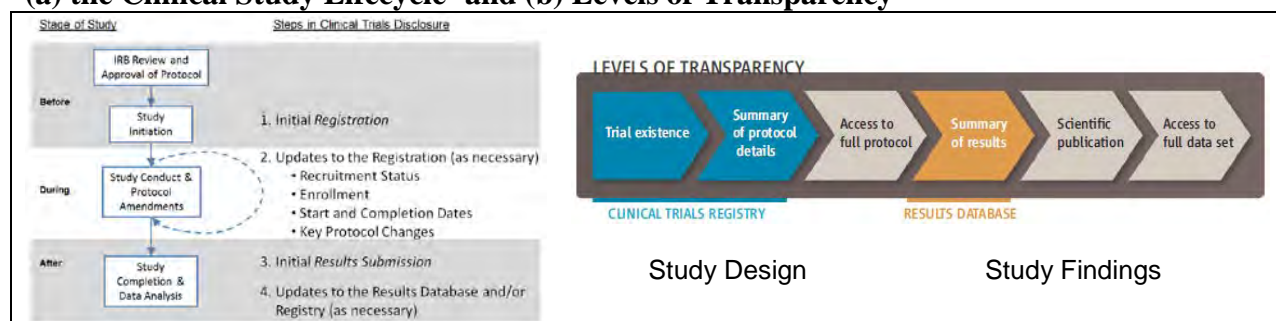 (a) the Clinical Study Lifecycle and (b) Levels of Transparency
Stage of Study
Steps in Clinical Trials Disclosure
IRB Review and
Approval of Protocol
Before
Study
Initiation
1. Initial Registration
During
Study Conduct &
Protocol
Amendments
2. Updates to the Registration (as necessary)
• Recruitment Status
• Enrollment
• Start and Completion Dates
• Key Protocol Changes
After
Study
Completion &
Data Analysis
3. Initial Results Submission
4. Updates to the Results Database and/or
Registry (as necessary)
LEVELS OF TRANSPARENCY
Trial existence
Summary
of protocol
details
Access to
full protocol
Summary
of results
Scientific
publication
Access to
full data set
CLINICAL TRIALS REGISTRY
RESULTS DATABASE
Study Design
Study Findings